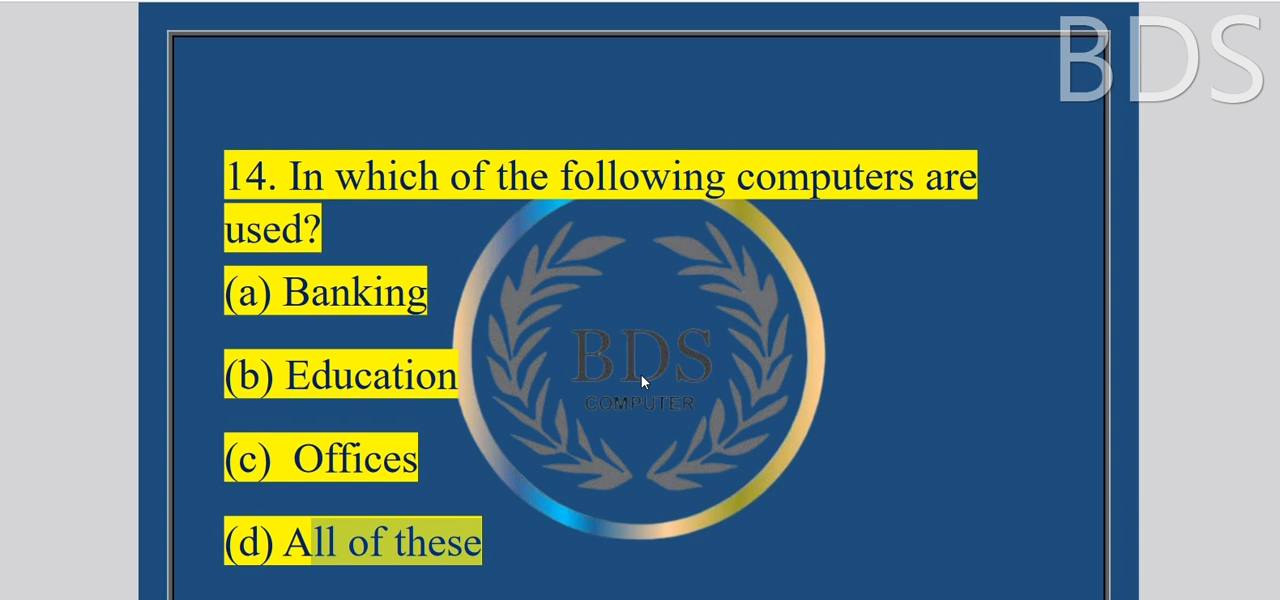 BDS
14. In which of the following computers are
used?
(a) Banking
(b) Education
(c) Offices
(d) All of these
BDS
COMPUTER